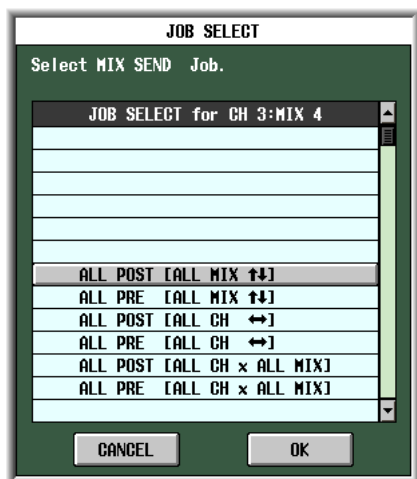 JOB SELECT
Select MIX SEND Job.
JOB SELECT for CH 3:MIX 4
ALL POST [ALL MIX ↑↓]
ALL PRE [ALL MIX ↑↓]
ALL POST [ALL CH ↔]
ALL PRE [ALL CH ↔]
ALL POST [ALL CH x ALL MIX]
ALL PRE [ALL CH x ALL MIX]
CANCEL OK